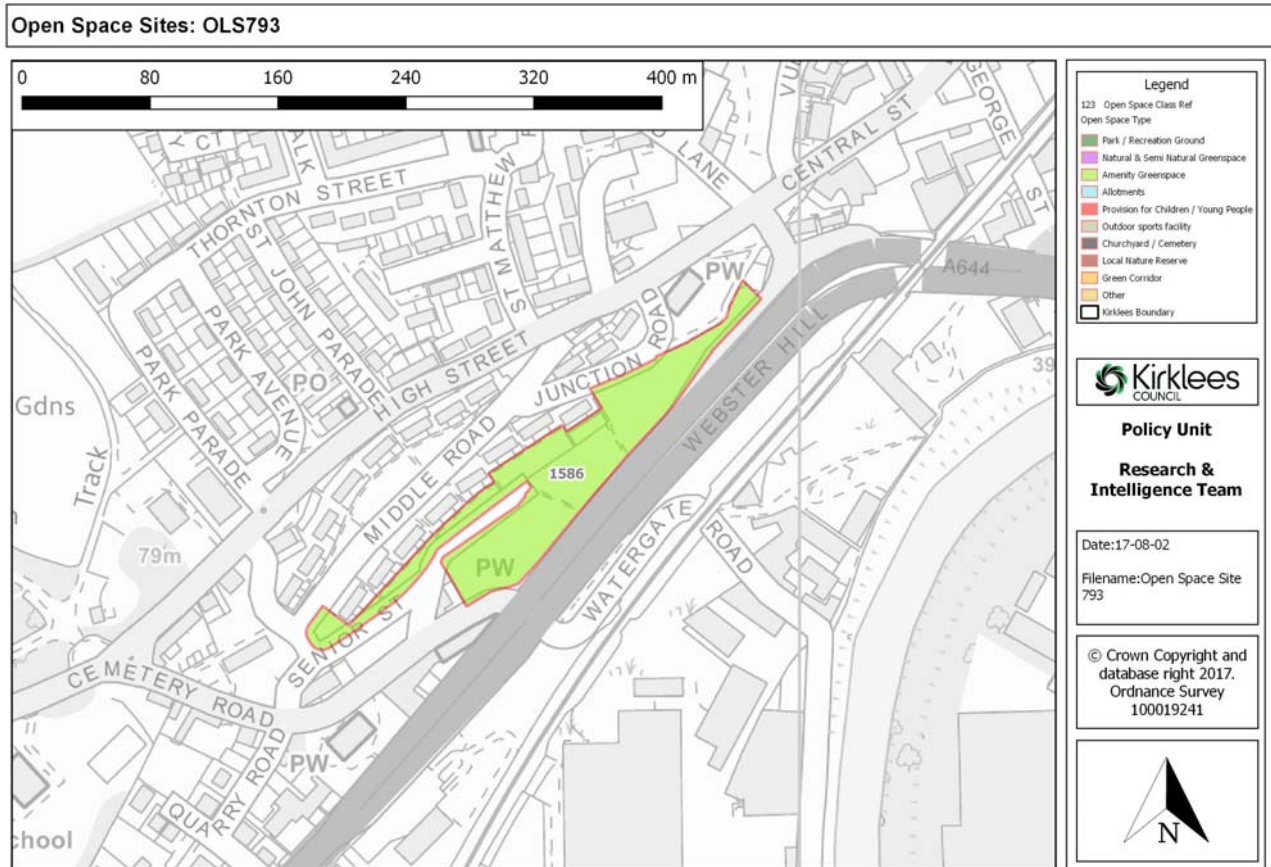 Open Space Sites: OLS793
0 80 160 240 320 400 m
Y CT
ALK
THORNTON STREET
ST JOHN PARADE
ST MATTHEW
LANE
CENTRAL ST
GEORGE
ST
PW
A644
PARK AVENUE
PARK PARADE
PO
HIGH STREET
JUNCTION ROAD
WEBSTER HILL
39
Gdns
Track
MIDDLE ROAD
1586
WATERGATE
ROAD
79m
PW
SENIOR ST
CEMETERY ROAD
PW
QUARRY ROAD
chool
Legend
123 Open Space Class Ref
Open Space Type
Park / Recreation Ground
Natural & Semi Natural Greenspace
Amenity Greenspace
Allotments
Provision for Children / Young People
Outdoor sports facility
Churchyard / Cemetery
Local Nature Reserve
Green Corridor
Other
Kirklees Boundary
Kirklees
COUNCIL
Policy Unit
Research &
Intelligence Team
Date:17-08-02
Filename:Open Space Site
793
© Crown Copyright and
database right 2017.
Ordnance Survey
100019241
N